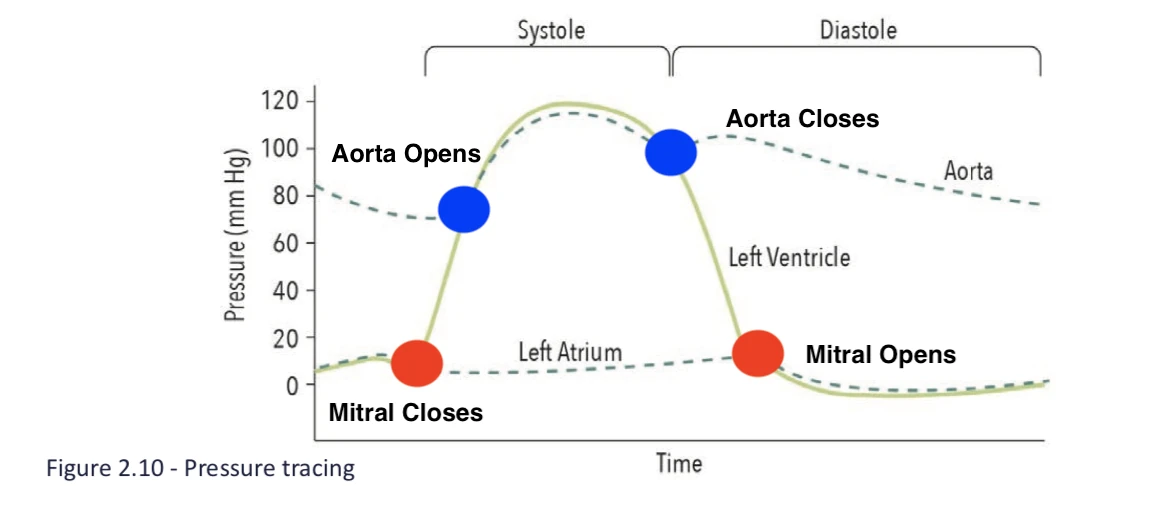 Systole
Diastole
120
100
80
60
40
20
0
Pressure (mm Hg)
Aorta Opens
Aorta Closes
Aorta
Left Ventricle
Left Atrium
Mitral Opens
Mitral Closes
Time
Figure 2.10 - Pressure tracing